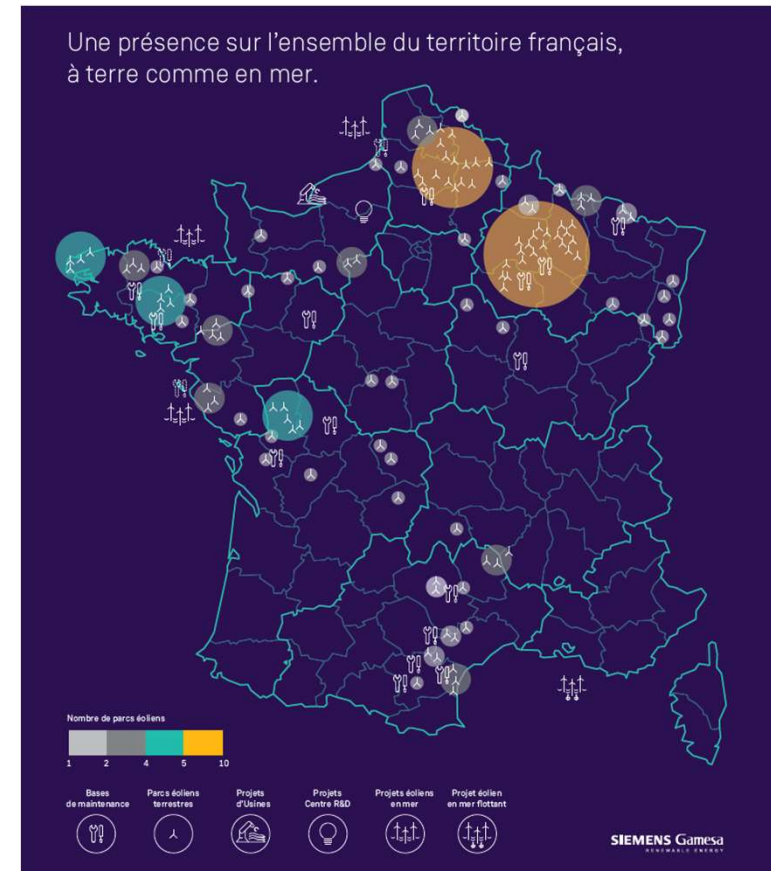 Une présence sur l'ensemble du territoire français,
à terre comme en mer.
Nombre de parcs éoliens
1 2 4 5 10
Bases
de maintenance
Parcs éoliens
terrestres
Projets
d'Usines
Projets
Centre R&D
Projets éoliens
en mer
Projet éolien
en mer flottant
SIEMENS Gamesa
RENEWABLE ENERGY